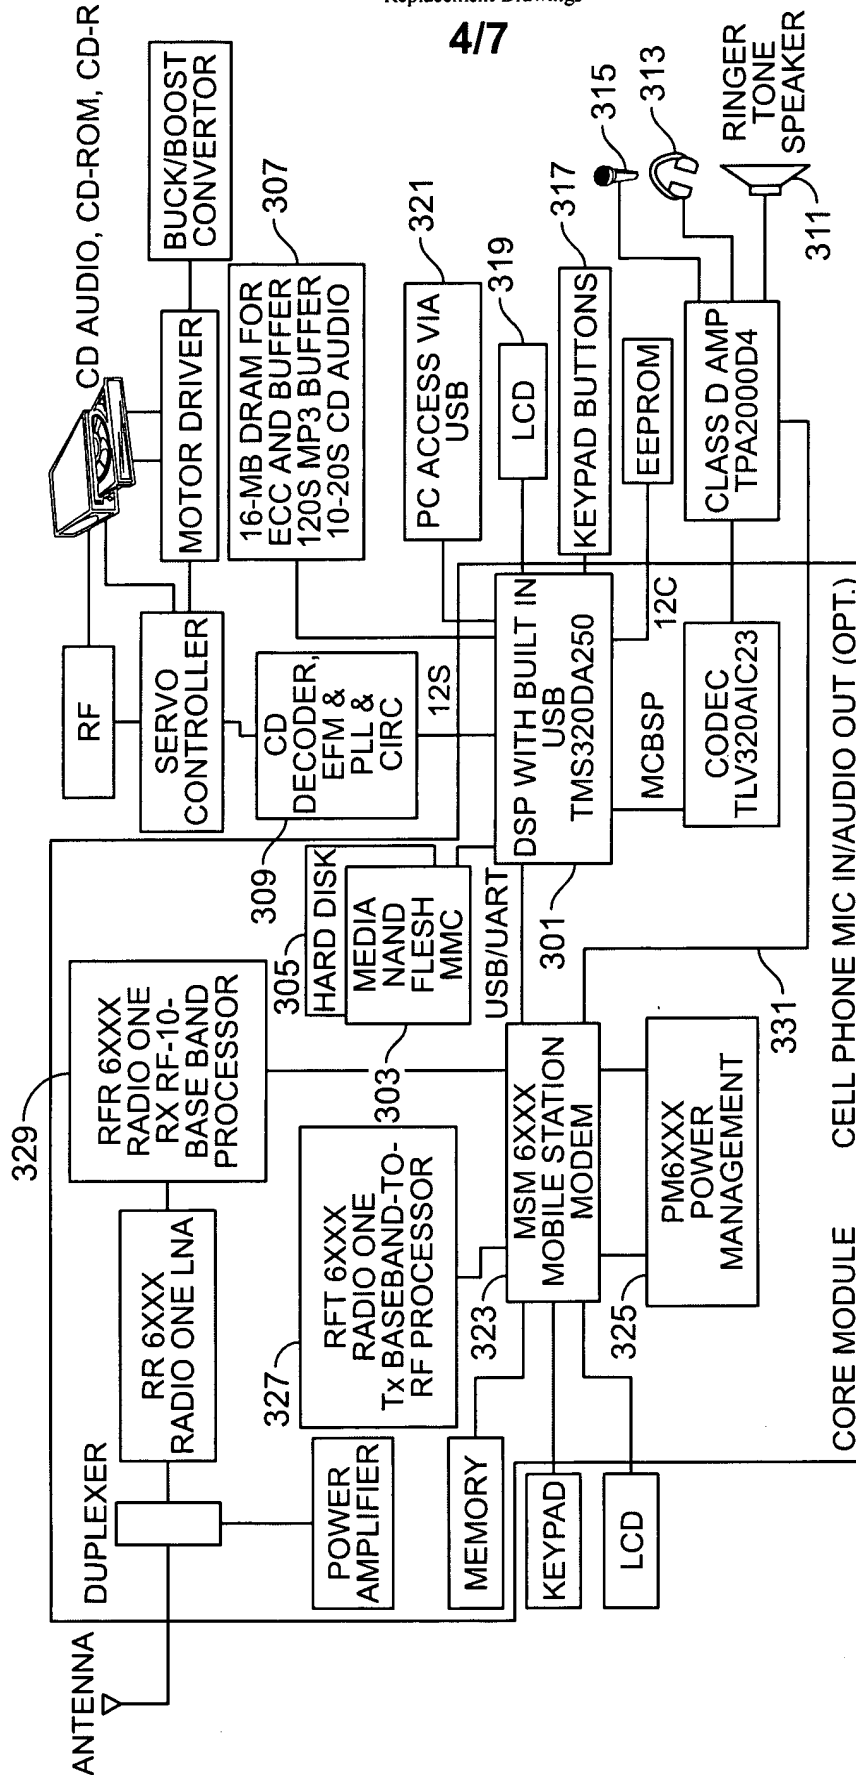 Replacement Drawings
4/7
ANTENNA
DUPLEXER
RR 6XXX
RADIO ONE LNA
329
RFR 6XXX
RADIO ONE
RX RF-10-
BASE BAND
PROCESSOR
POWER
AMPLIFIER
327
RFT 6XXX
RADIO ONE
Tx BASEBAND-TO-
RF PROCESSOR
303
305
HARD DISK
MEDIA
NAND
FLESH
MMC
MEMORY
KEYPAD
LCD
323
MSM 6XXX
MOBILE STATION
MODEM
USB/UART
325
PM6XXX
POWER
MANAGEMENT
331
CORE MODULE
CELL PHONE MIC IN/AUDIO OUT (OPT.)
RF
CD AUDIO, CD-ROM, CD-R
SERVO
CONTROLLER
MOTOR DRIVER
BUCK/BOOST
CONVERTOR
309
CD
DECODER,
EFM &
PLL &
CIRC
12S
16-MB DRAM FOR
ECC AND BUFFER
120S MP3 BUFFER
10-20S CD AUDIO
307
PC ACCESS VIA
USB
321
301
DSP WITH BUILT IN
USB
TMS320DA250
LCD
319
KEYPAD BUTTONS
317
12C
EEPROM
MCBSP
CODEC
TLV320AIC23
CLASS D AMP
TPA2000D4
315
313
311
RINGER
TONE
SPEAKER